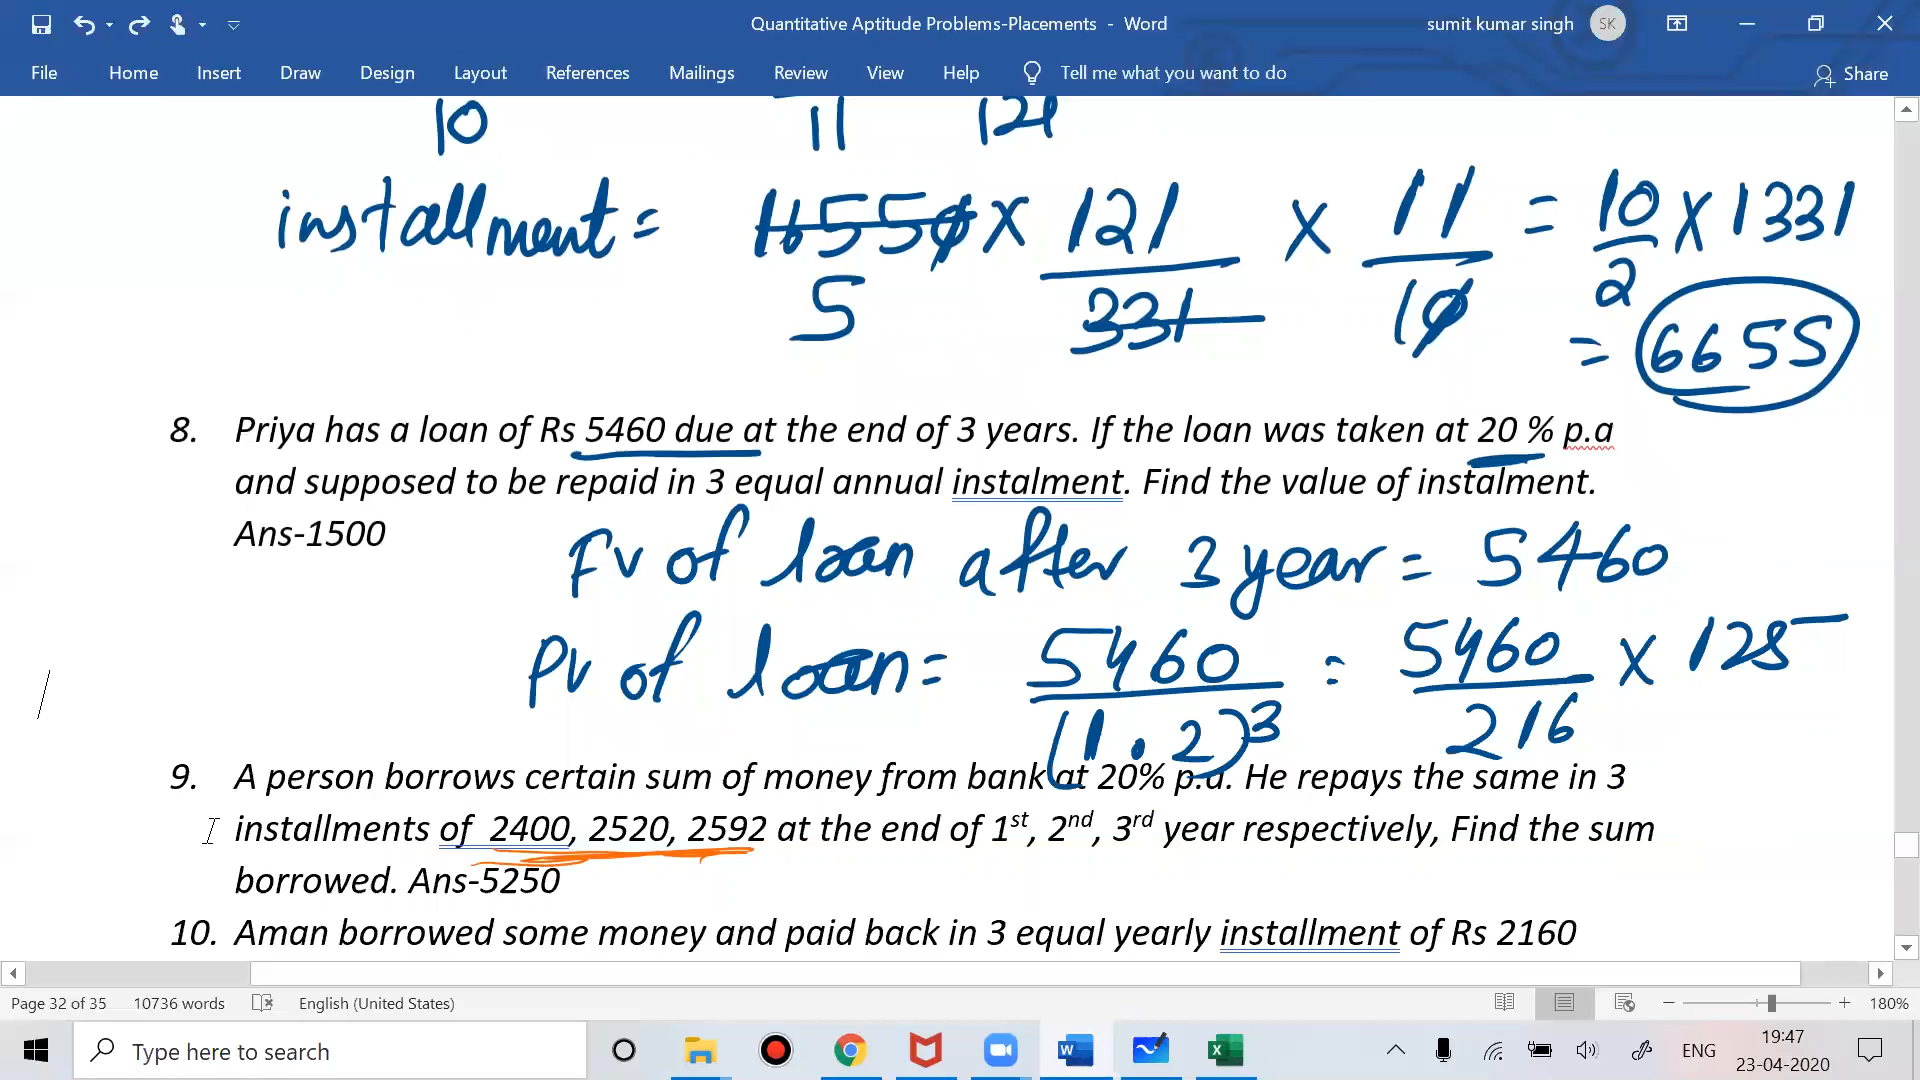 Quantitative Aptitude Problems-Placements - Word
sumit kumar singh SK
File Home Insert Draw Design Layout References Mailings Review View Help Tell me what you want to do Share
10 11 121
installment = 16550 x 121 x 11 = 10 x 1331
5 331 10 2
= 6655
8. Priya has a loan of Rs 5460 due at the end of 3 years. If the loan was taken at 20 % p.a
and supposed to be repaid in 3 equal annual instalment. Find the value of instalment.
Ans-1500
Fv of loan after 3 year = 5460
Pv of loan = 5460 = 5460 x 125
(1.2)³ 216
9. A person borrows certain sum of money from bank at 20% p.a. He repays the same in 3
installments of 2400, 2520, 2592 at the end of 1st, 2nd, 3rd year respectively, Find the sum
borrowed. Ans-5250
10. Aman borrowed some money and paid back in 3 equal yearly installment of Rs 2160
Page 32 of 35 10736 words English (United States) 180%
Type here to search
ENG
19:47
23-04-2020